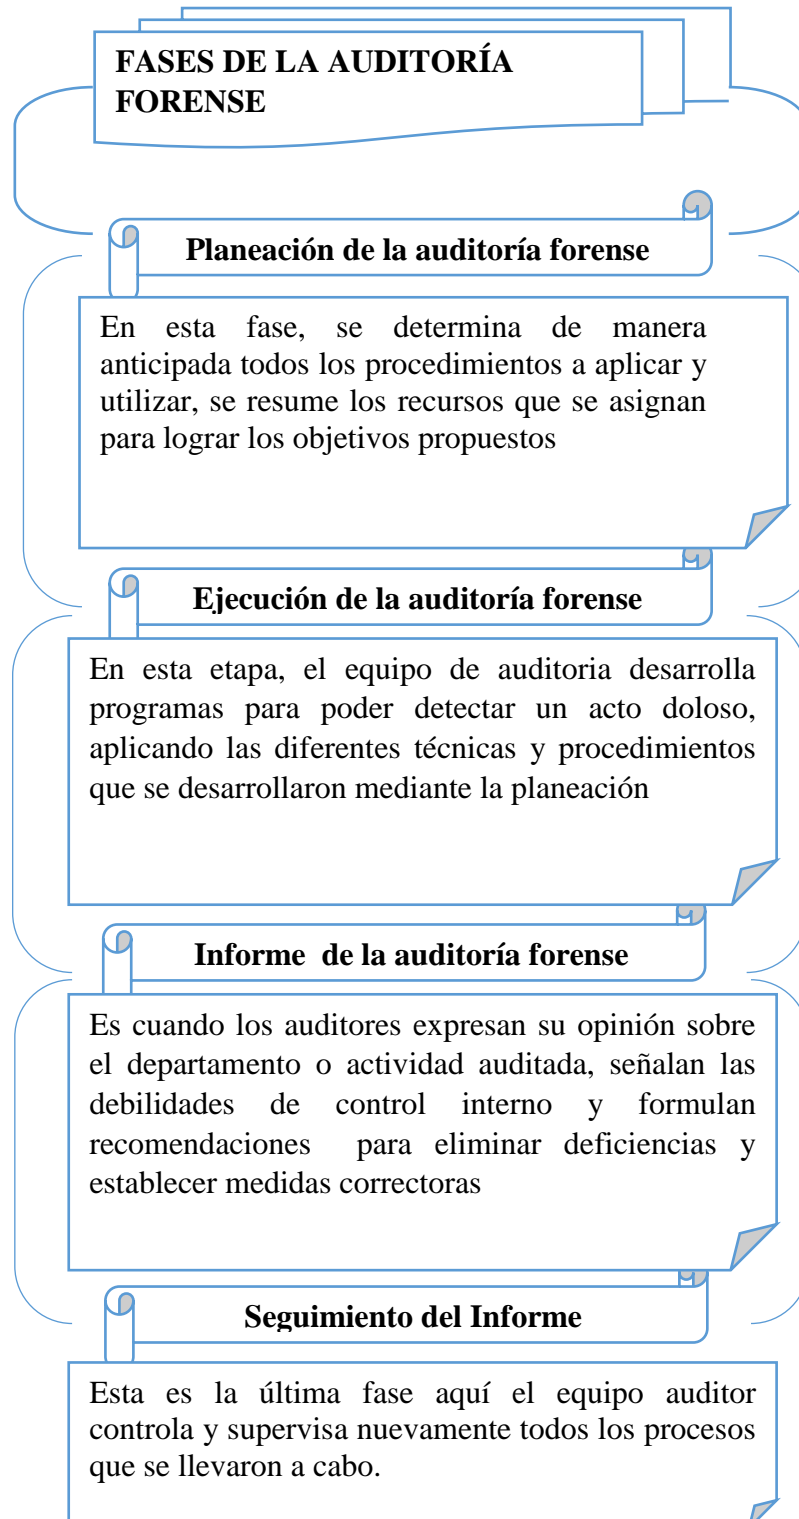 FASES DE LA AUDITORÍA
FORENSE
Planeación de la auditoría forense
En esta fase, se determina de manera
anticipada todos los procedimientos a aplicar y
utilizar, se resume los recursos que se asignan
para lograr los objetivos propuestos
Ejecución de la auditoría forense
En esta etapa, el equipo de auditoria desarrolla
programas para poder detectar un acto doloso,
aplicando las diferentes técnicas y procedimientos
que se desarrollaron mediante la planeación
Informe de la auditoría forense
Es cuando los auditores expresan su opinión sobre
el departamento o actividad auditada, señalan las
debilidades de control interno y formulan
recomendaciones para eliminar deficiencias y
establecer medidas correctoras
Seguimiento del Informe
Esta es la última fase aquí el equipo auditor
controla y supervisa nuevamente todos los procesos
que se llevaron a cabo.